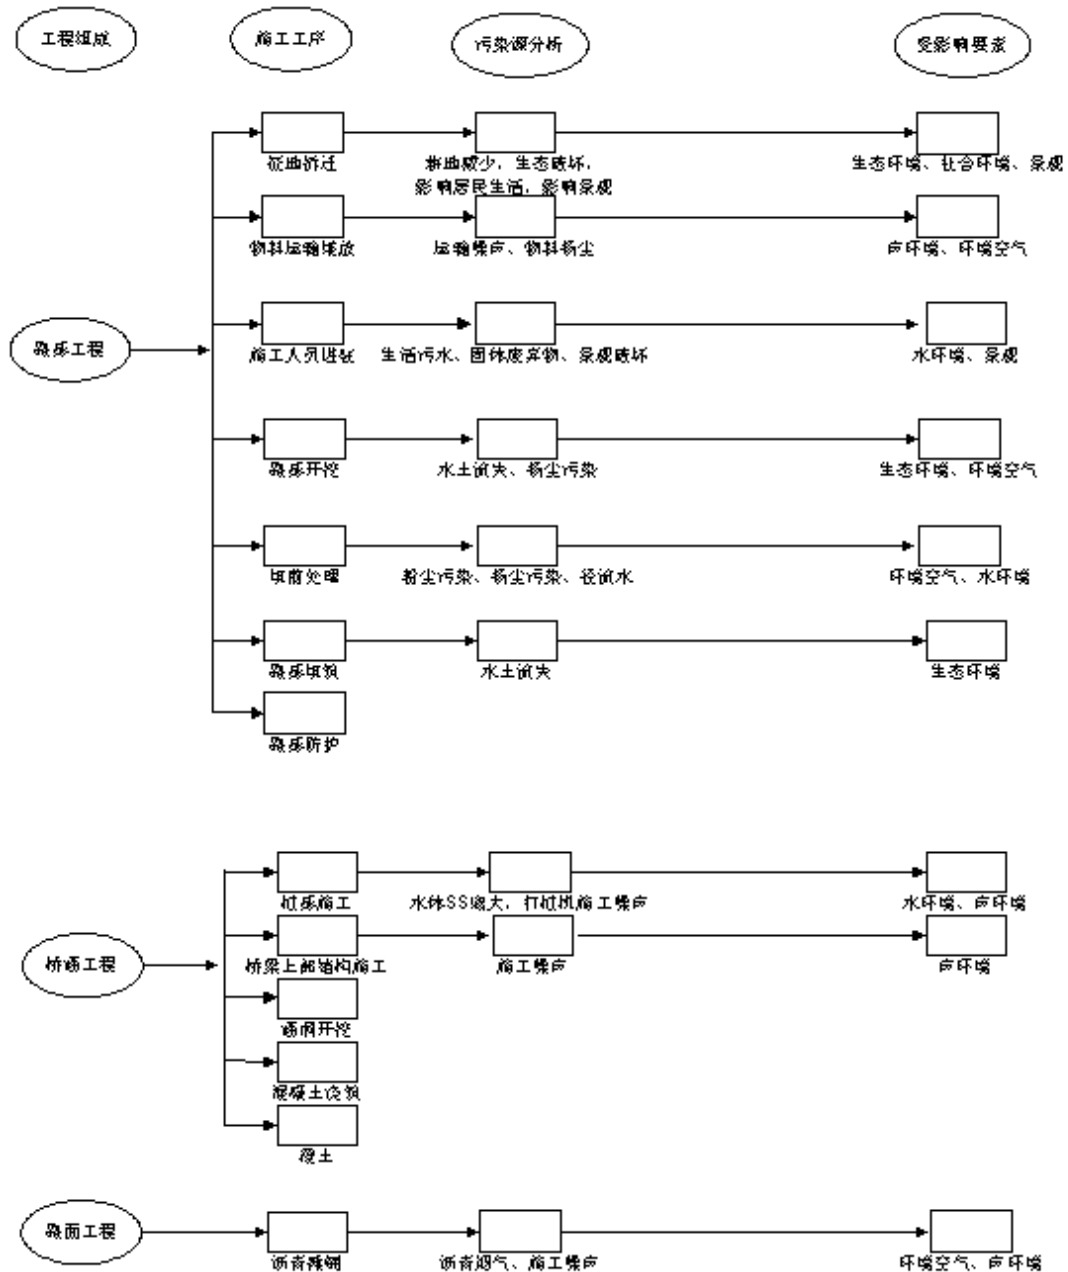 工程组成 施工工序 污染源分析 受影响要素
征地拆迁 耕地减少，生态破坏， 生态环境、社会环境、景观
影响居民生活，影响景观
物料运输堆放 运输噪声、物料扬尘 声环境、环境空气
路基工程
施工人员进驻 生活污水、固体废弃物、景观破坏 水环境、景观
路基开挖 水土流失、扬尘污染 生态环境、环境空气
填前处理 粉尘污染、扬尘污染、径流水 环境空气、水环境
路基填筑 水土流失 生态环境
路基防护
桩基施工 水体SS增大，打桩机施工噪声 水环境、声环境
桥涵工程
桥梁上部结构施工 施工噪声 声环境
涵洞开挖
混凝土浇筑
覆土
路面工程
沥青摊铺 沥青烟气、施工噪声 环境空气、声环境